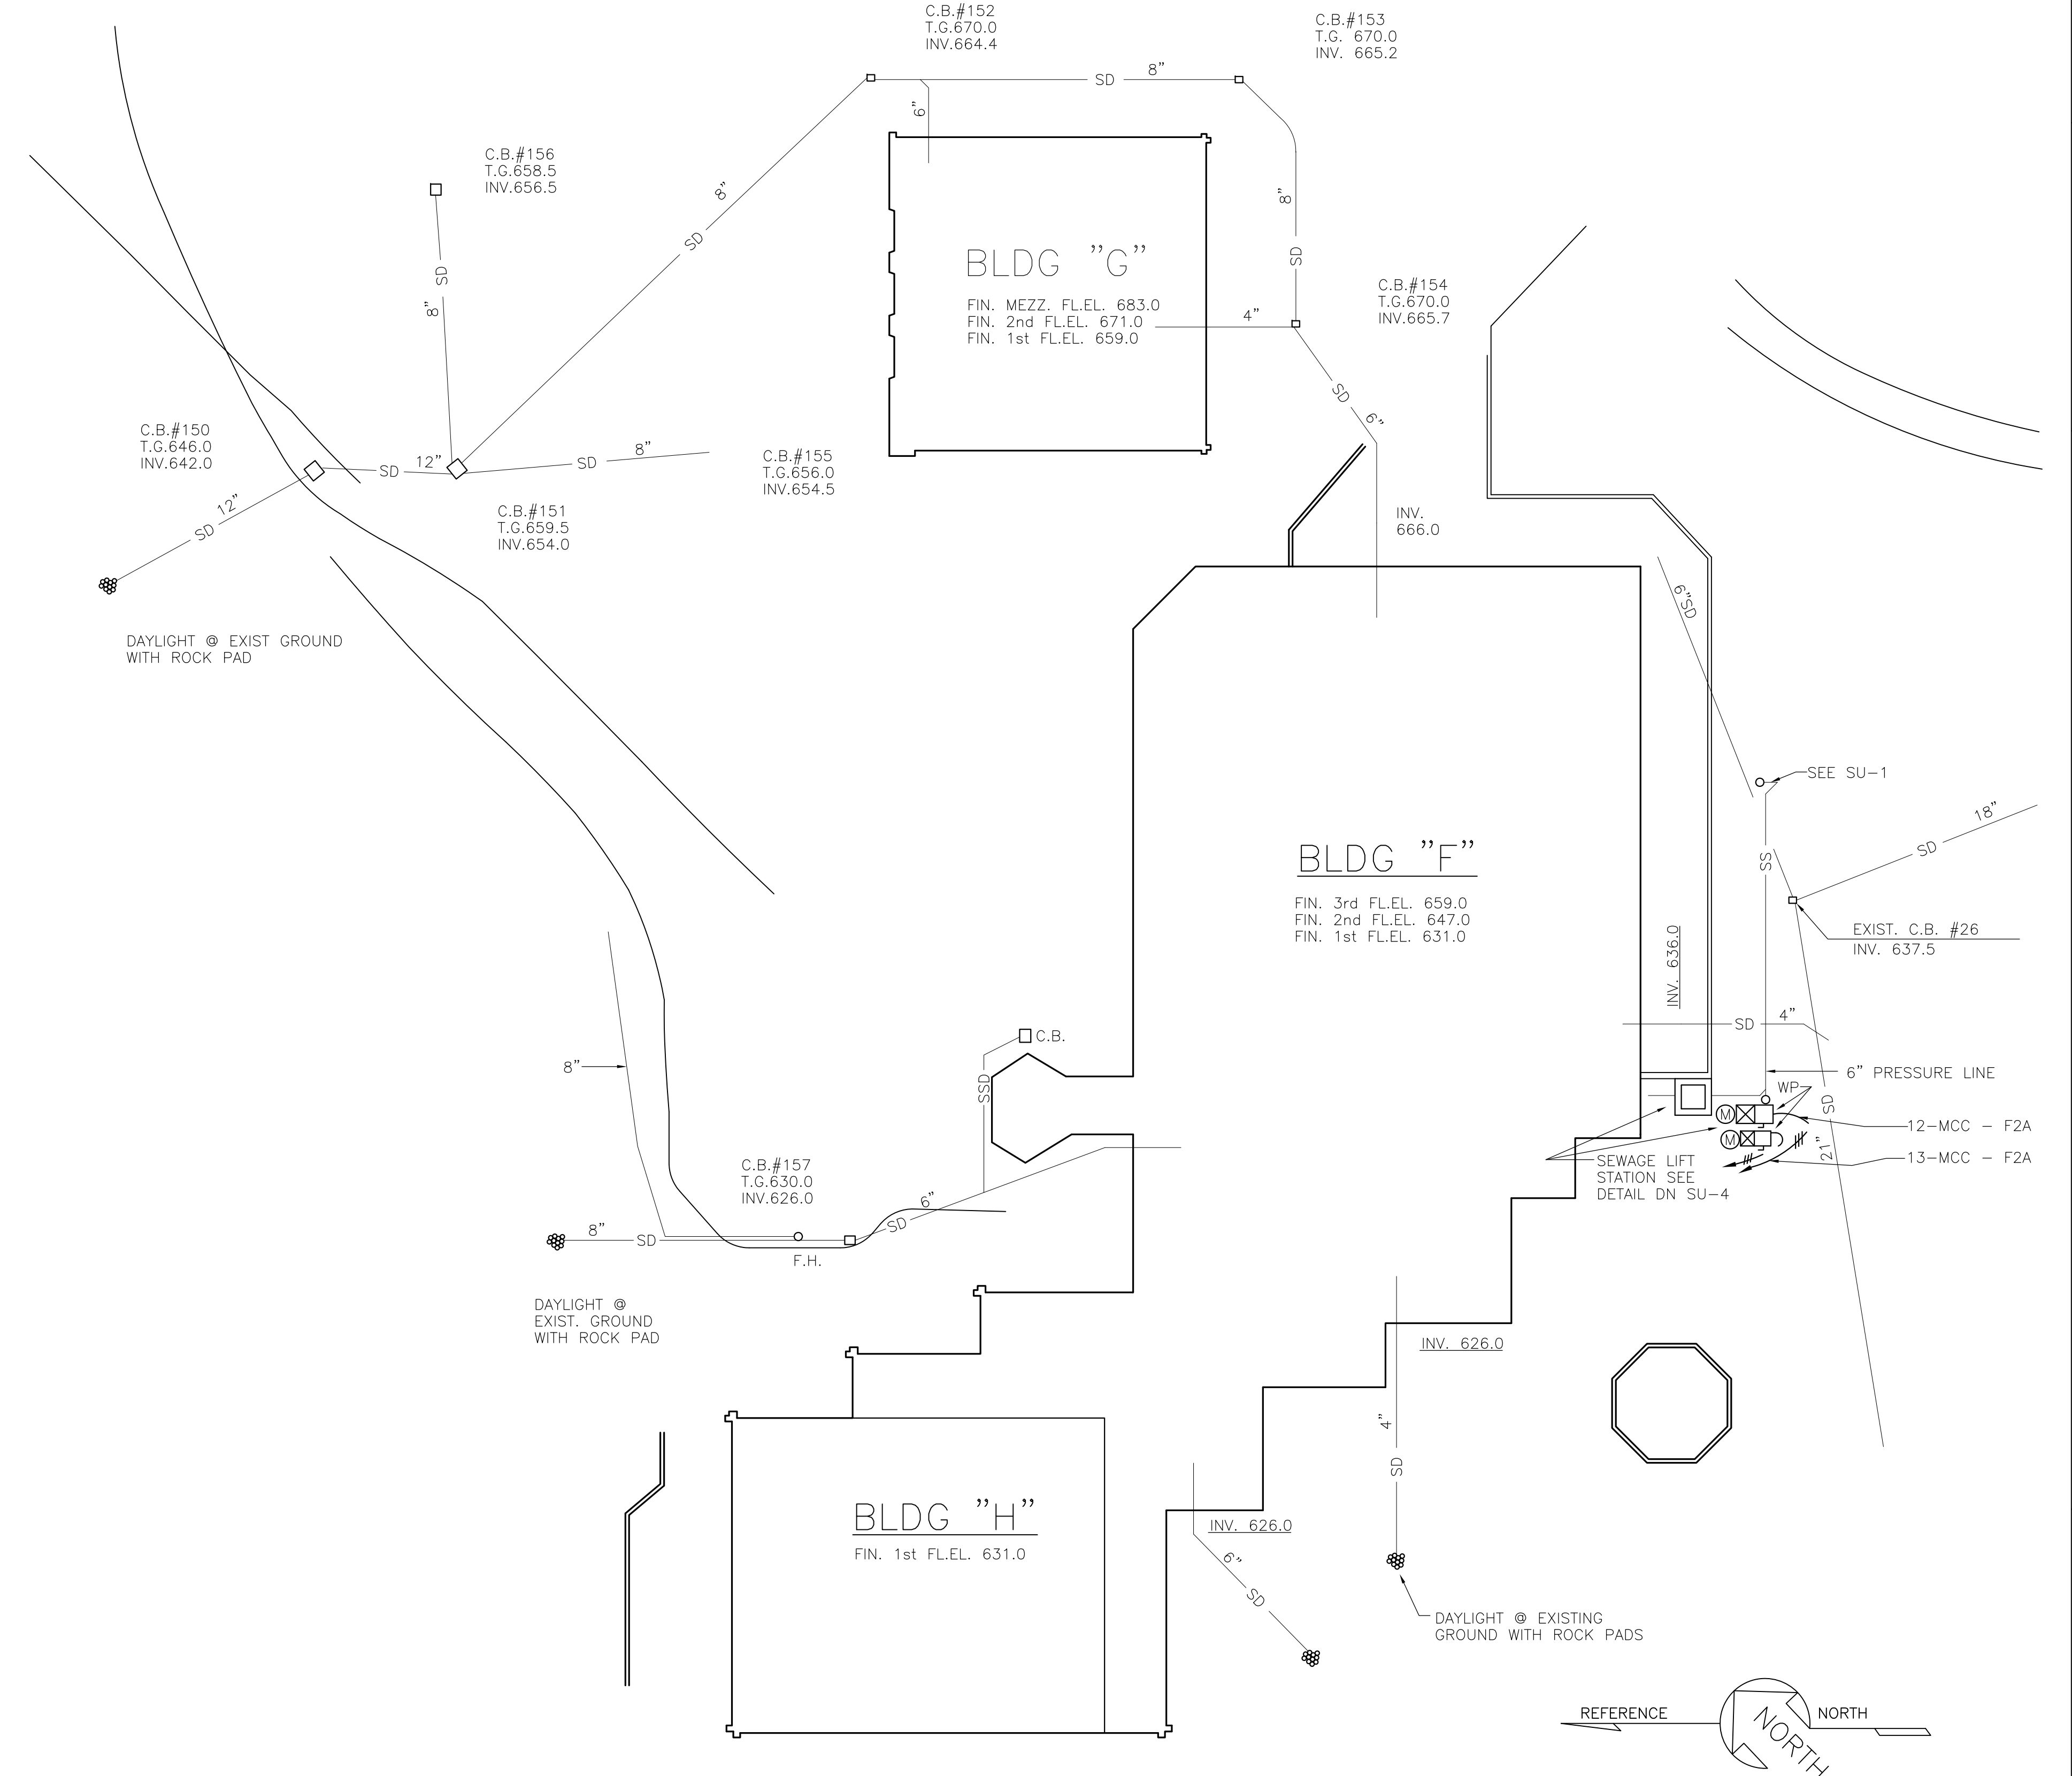 C.B.#152
T.G.670.0
INV.664.4
C.B.#153
T.G. 670.0
INV. 665.2
SD
8"
6"
C.B.#156
T.G.658.5
INV.656.5
8"
SD
8"
SD
BLDG "G"
FIN. MEZZ. FL.EL. 683.0
FIN. 2nd FL.EL. 671.0
FIN. 1st FL.EL. 659.0
SD
8"
C.B.#154
T.G.670.0
INV.665.7
4"
SD
6"
C.B.#150
T.G.646.0
INV.642.0
SD
12"
SD
8"
C.B.#155
T.G.656.0
INV.654.5
C.B.#151
T.G.659.5
INV.654.0
12"
SD
INV.
666.0
DAYLIGHT @ EXIST GROUND
WITH ROCK PAD
6"SD
SEE SU-1
18"
SD
SS
BLDG "F"
FIN. 3rd FL.EL. 659.0
FIN. 2nd FL.EL. 647.0
FIN. 1st FL.EL. 631.0
EXIST. C.B. #26
INV. 637.5
INV. 636.0
SD
4"
C.B.
SSD
8"
6" PRESSURE LINE
WP
SD
M
12-MCC - F2A
M
13-MCC - F2A
21"
SEWAGE LIFT
STATION SEE
DETAIL DN SU-4
C.B.#157
T.G.630.0
INV.626.0
6"
SD
8"
SD
F.H.
DAYLIGHT @
EXIST. GROUND
WITH ROCK PAD
INV. 626.0
4"
SD
BLDG "H"
FIN. 1st FL.EL. 631.0
INV. 626.0
6"
SD
DAYLIGHT @ EXISTING
GROUND WITH ROCK PADS
REFERENCE
NORTH
NORTH